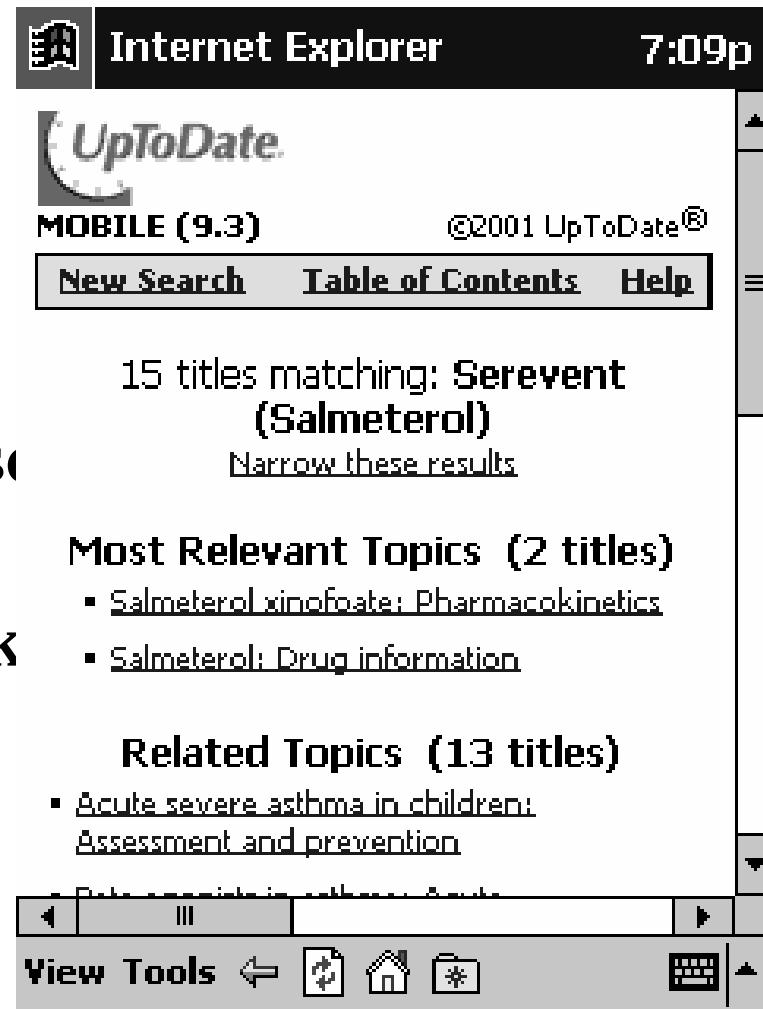 Internet Explorer 7:09p
UpToDate
MOBILE (9.3) ©2001 UpToDate®
New Search Table of Contents Help
15 titles matching: Serevent
(Salmeterol)
Narrow these results
Most Relevant Topics (2 titles)
▪ Salmeterol xinofoate: Pharmacokinetics
▪ Salmeterol: Drug information
Related Topics (13 titles)
▪ Acute severe asthma in children:
Assessment and prevention
View Tools